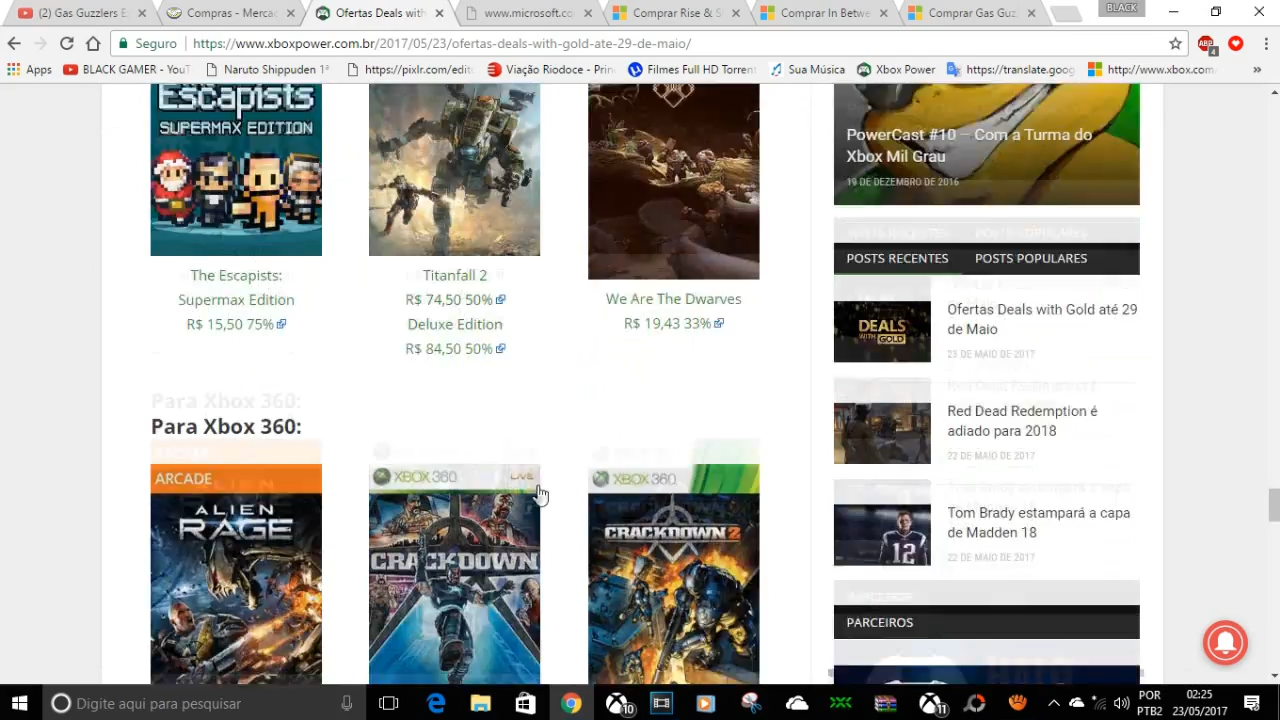 (2) Gas Guzzlers E
Compras - Merca
Ofertas Deals with
www.microsoft.co
Comprar Rise & S
Comprar In Betwe
Comprar Gas Guz
BLACK
Seguro
https://www.xboxpower.com.br/2017/05/23/ofertas-deals-with-gold-ate-29-de-maio/
Apps
BLACK GAMER - YouT
Naruto Shippuden 1ª
https://pixlr.com/edit
Viação Riodoce - Prin
Filmes Full HD Torrent
Sua Música
Xbox Power
https://translate.goog
http://www.xbox.com
»
Escapists
SUPERMAX EDITION
The Escapists:
Supermax Edition
R$ 15,50 75%
Titanfall 2
R$ 74,50 50%
Deluxe Edition
R$ 84,50 50%
We Are The Dwarves
R$ 19,43 33%
Para Xbox 360:
ARCADE
ALIEN
RAGE
XBOX 360
LIVE
CRACKDOWN
XBOX 360
CRACKDOWN 2
PowerCast #10 – Com a Turma do
Xbox Mil Grau
19 DE DEZEMBRO DE 2016
POSTS RECENTES
POSTS POPULARES
DEALS
WITH GOLD
Ofertas Deals with Gold até 29
de Maio
23 DE MAIO DE 2017
Red Dead Redemption é
adiado para 2018
22 DE MAIO DE 2017
12
Tom Brady estampará a capa
de Madden 18
22 DE MAIO DE 2017
PARCEIROS
Digite aqui para pesquisar
10
11
POR
PTB2
02:25
23/05/2017